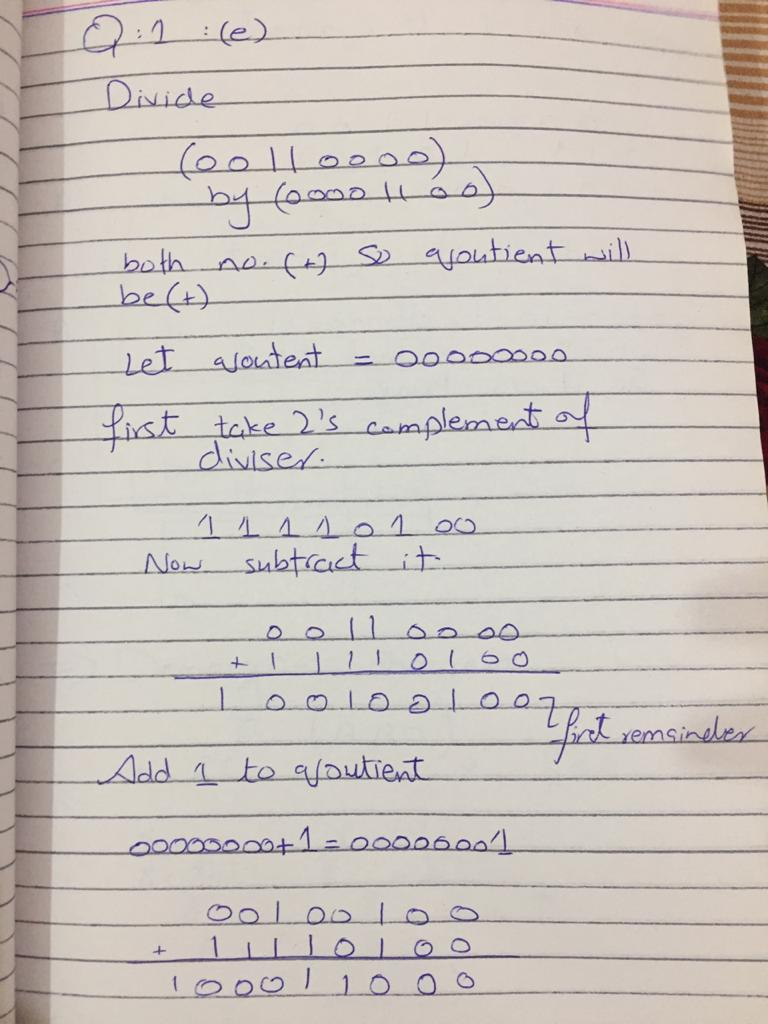 Q:1 :(e)
Divide
(00110000)
by (00001100)
both no. (+) so qoutient will
be (+)
Let qoutent = 00000000
first take 2's complement of
diviser.
11110100
Now subtract it.
00110000
+ 11110100
100100100
first remainder
Add 1 to qoutient
00000000+1=00000001
00100100
+ 11110100
100011000